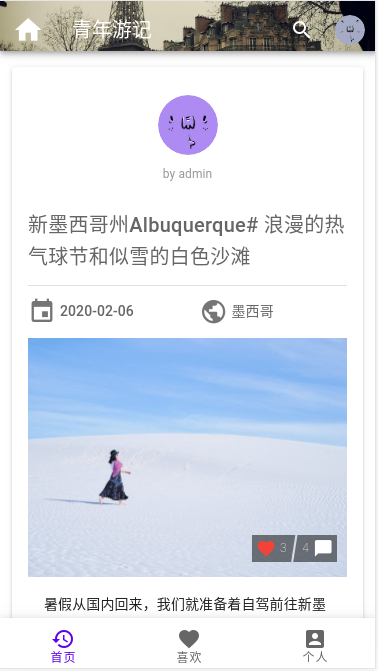 青年游记
by admin
新墨西哥州Albuquerque# 浪漫的热
气球节和似雪的白色沙滩
2020-02-06 墨西哥
3 4
暑假从国内回来，我们就准备着自驾前往新墨
首页 喜欢 个人